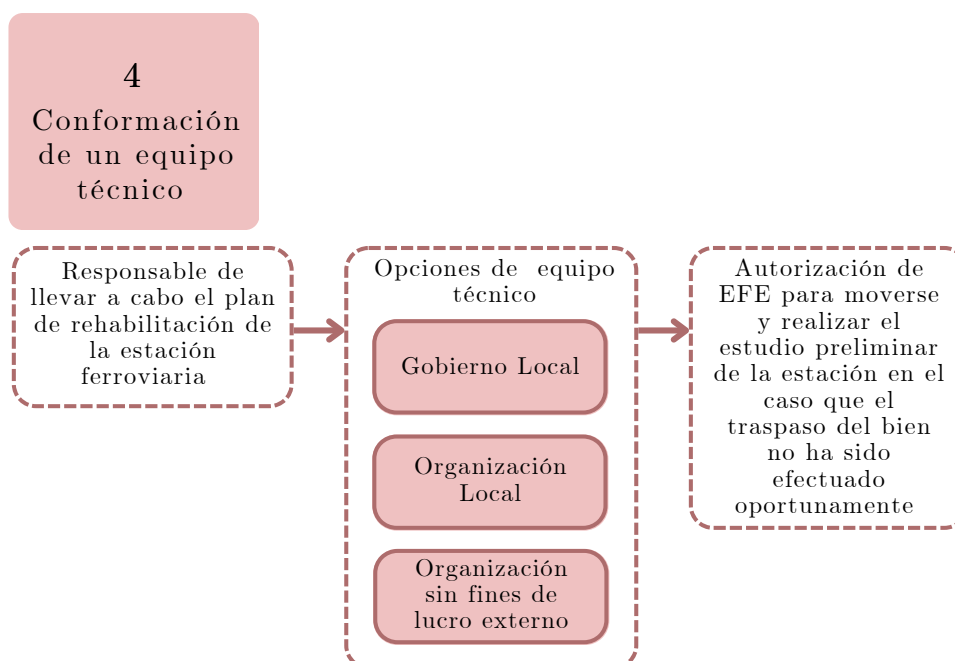 4
Conformación
de un equipo
técnico
Responsable de
llevar a cabo el plan
de rehabilitación de
la estación
ferroviaria
Opciones de equipo
técnico
Gobierno Local
Organización
Local
Organización
sin fines de
lucro externo
Autorización de
EFE para moverse
y realizar el
estudio preliminar
de la estación en el
caso que el
traspaso del bien
no ha sido
efectuado
oportunamente